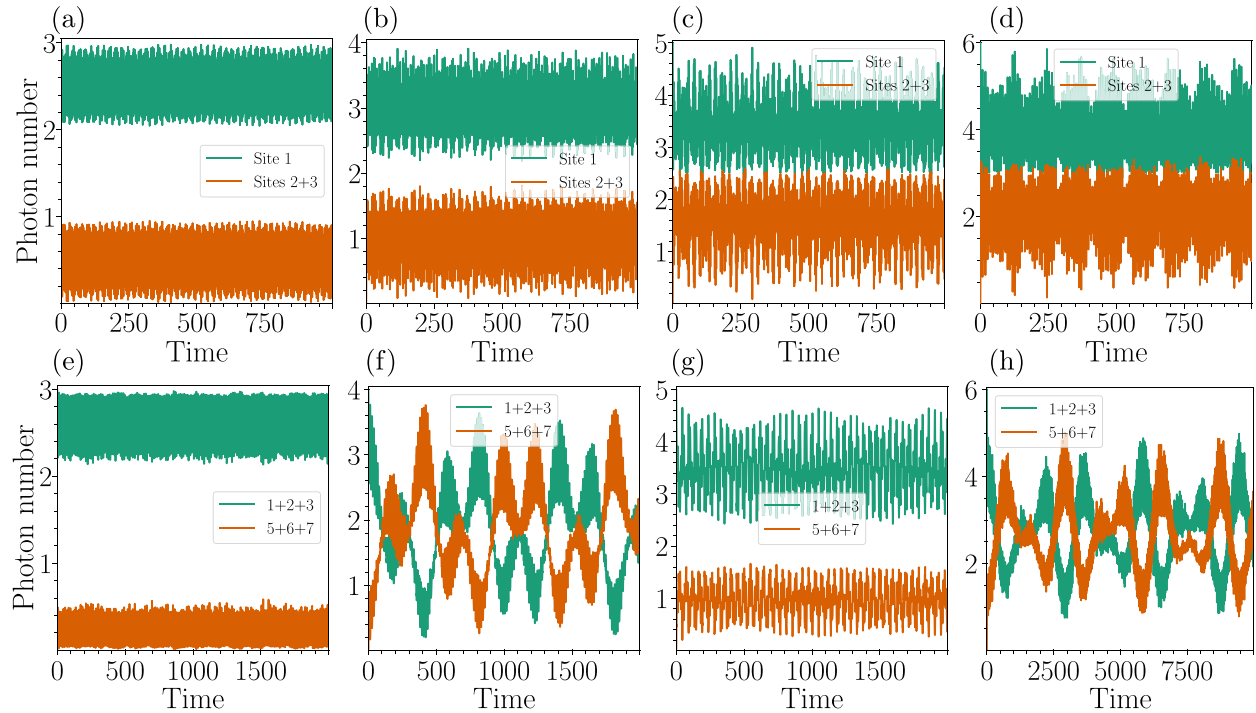 (a)
3
2
1
Photon number
Site 1
Sites 2+3
0 250 500 750
Time
(b)
4
3
2
1
Site 1
Sites 2+3
0 250 500 750
Time
(c)
5
4
3
2
1
Site 1
Sites 2+3
0 250 500 750
Time
(d)
6
4
2
Site 1
Sites 2+3
0 250 500 750
Time
(e)
3
2
1
Photon number
1+2+3
5+6+7
0 500 1000 1500
Time
(f)
4
3
2
1
1+2+3
5+6+7
0 500 1000 1500
Time
(g)
5
4
3
2
1
1+2+3
5+6+7
0 500 1000 1500
Time
(h)
6
4
2
1+2+3
5+6+7
0 2500 5000 7500
Time